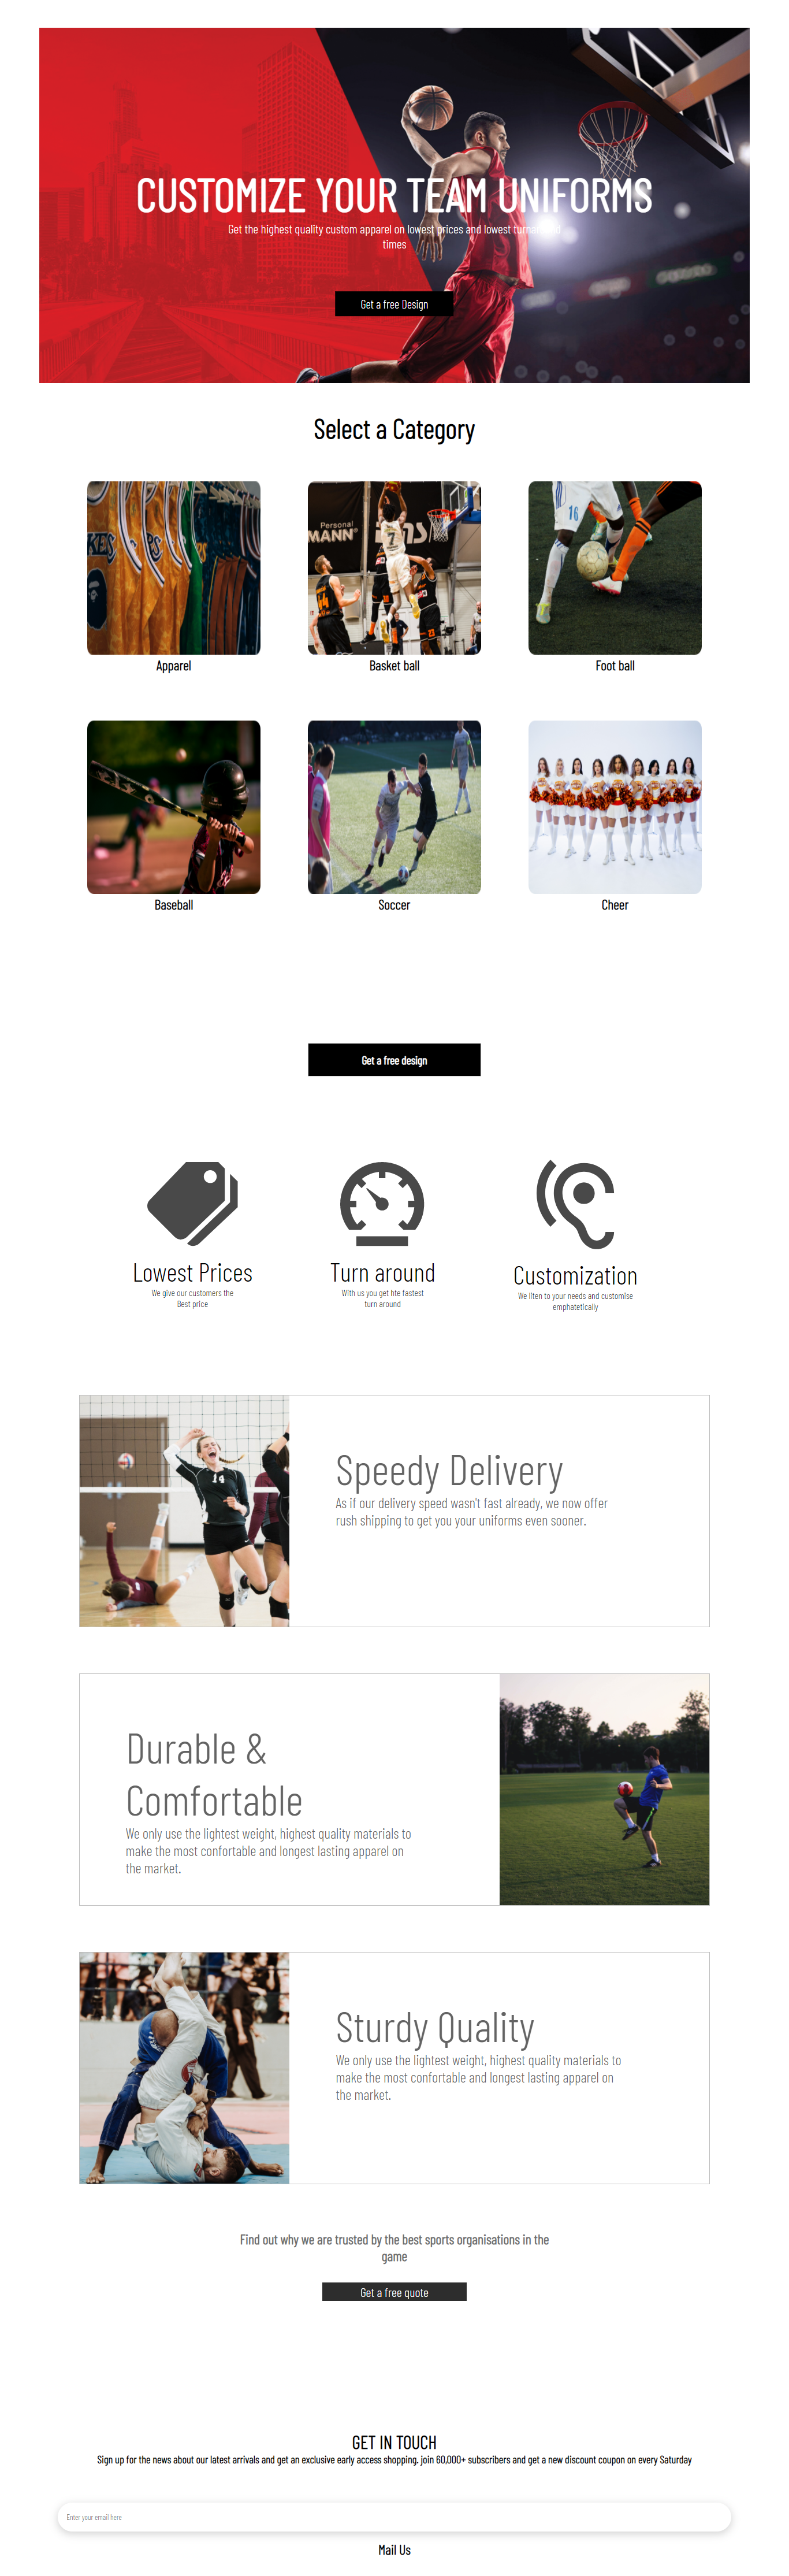 CUSTOMIZE YOUR TEAM UNIFORMS
Get the highest quality custom apparel on lowest prices and lowest turn
times
Get a free Design
Select a Category
KES
PS
Personal
MANN
7
16
Apparel
Basket ball
Foot ball
Baseball
Soccer
Cheer
Get a free design
Lowest Prices
We give our customers the
Best price
Turn around
With us you get hte fastest
turn around
Customization
We liten to your needs and customise
emphatetically
14
Speedy Delivery
As if our delivery speed wasn't fast already, we now offer
rush shipping to get you your uniforms even sooner.
Durable &
Comfortable
We only use the lightest weight, highest quality materials to
make the most confortable and longest lasting apparel on
the market.
Sturdy Quality
We only use the lightest weight, highest quality materials to
make the most confortable and longest lasting apparel on
the market.
Find out why we are trusted by the best sports organisations in the
game
Get a free quote
GET IN TOUCH
Sign up for the news about our latest arrivals and get an exclusive early access shopping. join 60,000+ subscribers and get a new discount coupon on every Saturday
Enter your email here
Mail Us